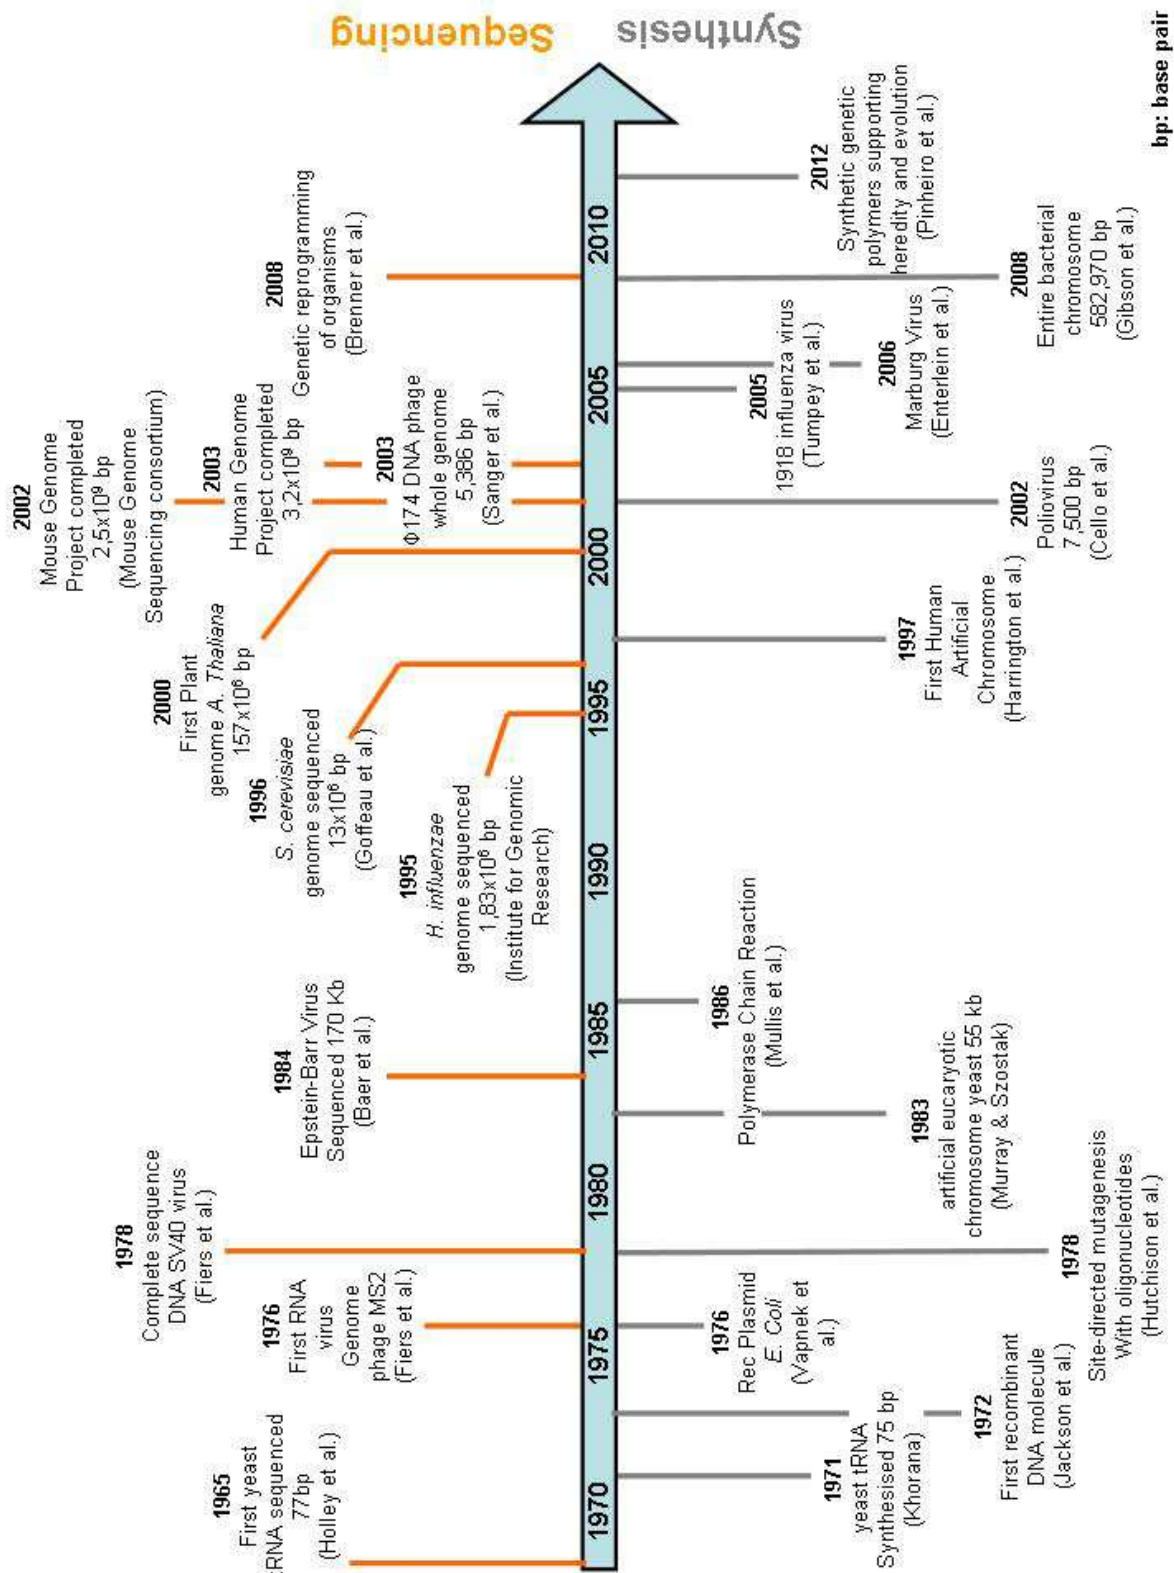 Sequencing
Synthesis
1965
First yeast
tRNA sequenced
77bp
(Holley et al.)
1976
First RNA
virus
Genome
phage MS2
(Fiers et al.)
1978
Complete sequence
DNA SV40 virus
(Fiers et al.)
1984
Epstein-Barr Virus
Sequenced 170 Kb
(Baer et al.)
1995
H. influenzae
genome sequenced
1,83x10⁶ bp
(Institute for Genomic
Research)
1996
S. cerevisiae
genome sequenced
13x10⁶ bp
(Goffeau et al.)
2000
First Plant
genome A. Thaliana
157x10⁶ bp
2002
Mouse Genome
Project completed
2,5x10⁹ bp
(Mouse Genome
Sequencing consortium)
2003
Human Genome
Project completed
3,2x10⁹ bp
2003
Φ174 DNA phage
whole genome
5,386 bp
(Sanger et al.)
2008
Genetic reprogramming
of organisms
(Brenner et al.)
1970
1975
1980
1985
1990
1995
2000
2005
2010
1971
yeast tRNA
Synthesised 75 bp
(Khorana)
1972
First recombinant
DNA molecule
(Jackson et al.)
1976
Rec Plasmid
E. Coli
(Vapnek et
al.)
1978
Site-directed mutagenesis
With oligonucleotides
(Hutchison et al.)
1983
artificial eucaryotic
chromosome yeast 55 kb
(Murray & Szostak)
1986
Polymerase Chain Reaction
(Mullis et al.)
1997
First Human
Artificial
Chromosome
(Harrington et al.)
2002
Poliovirus
7,500 bp
(Cello et al.)
2005
1918 influenza virus
(Tumpey et al.)
2006
Marburg Virus
(Enterlein et al.)
2008
Entire bacterial
chromosome
582,970 bp
(Gibson et al.)
2012
Synthetic genetic
polymers supporting
heredity and evolution
(Pinheiro et al.)
bp: base pair